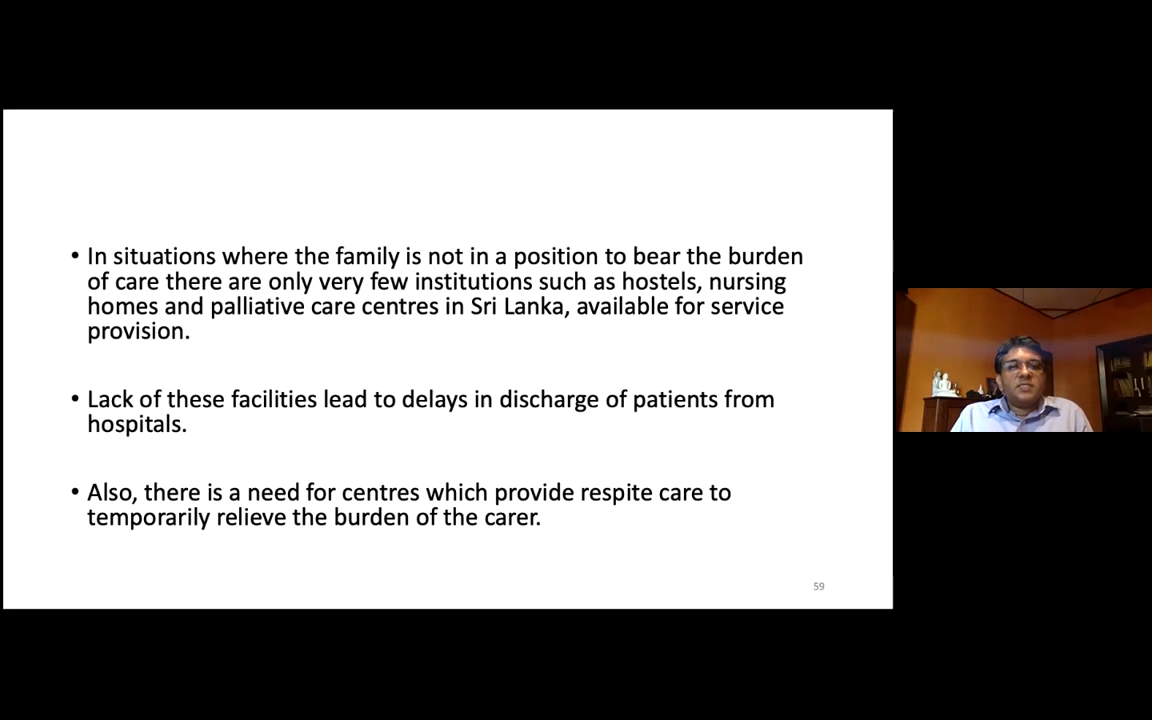 • In situations where the family is not in a position to bear the burden
of care there are only very few institutions such as hostels, nursing
homes and palliative care centres in Sri Lanka, available for service
provision.
• Lack of these facilities lead to delays in discharge of patients from
hospitals.
• Also, there is a need for centres which provide respite care to
temporarily relieve the burden of the carer.
59